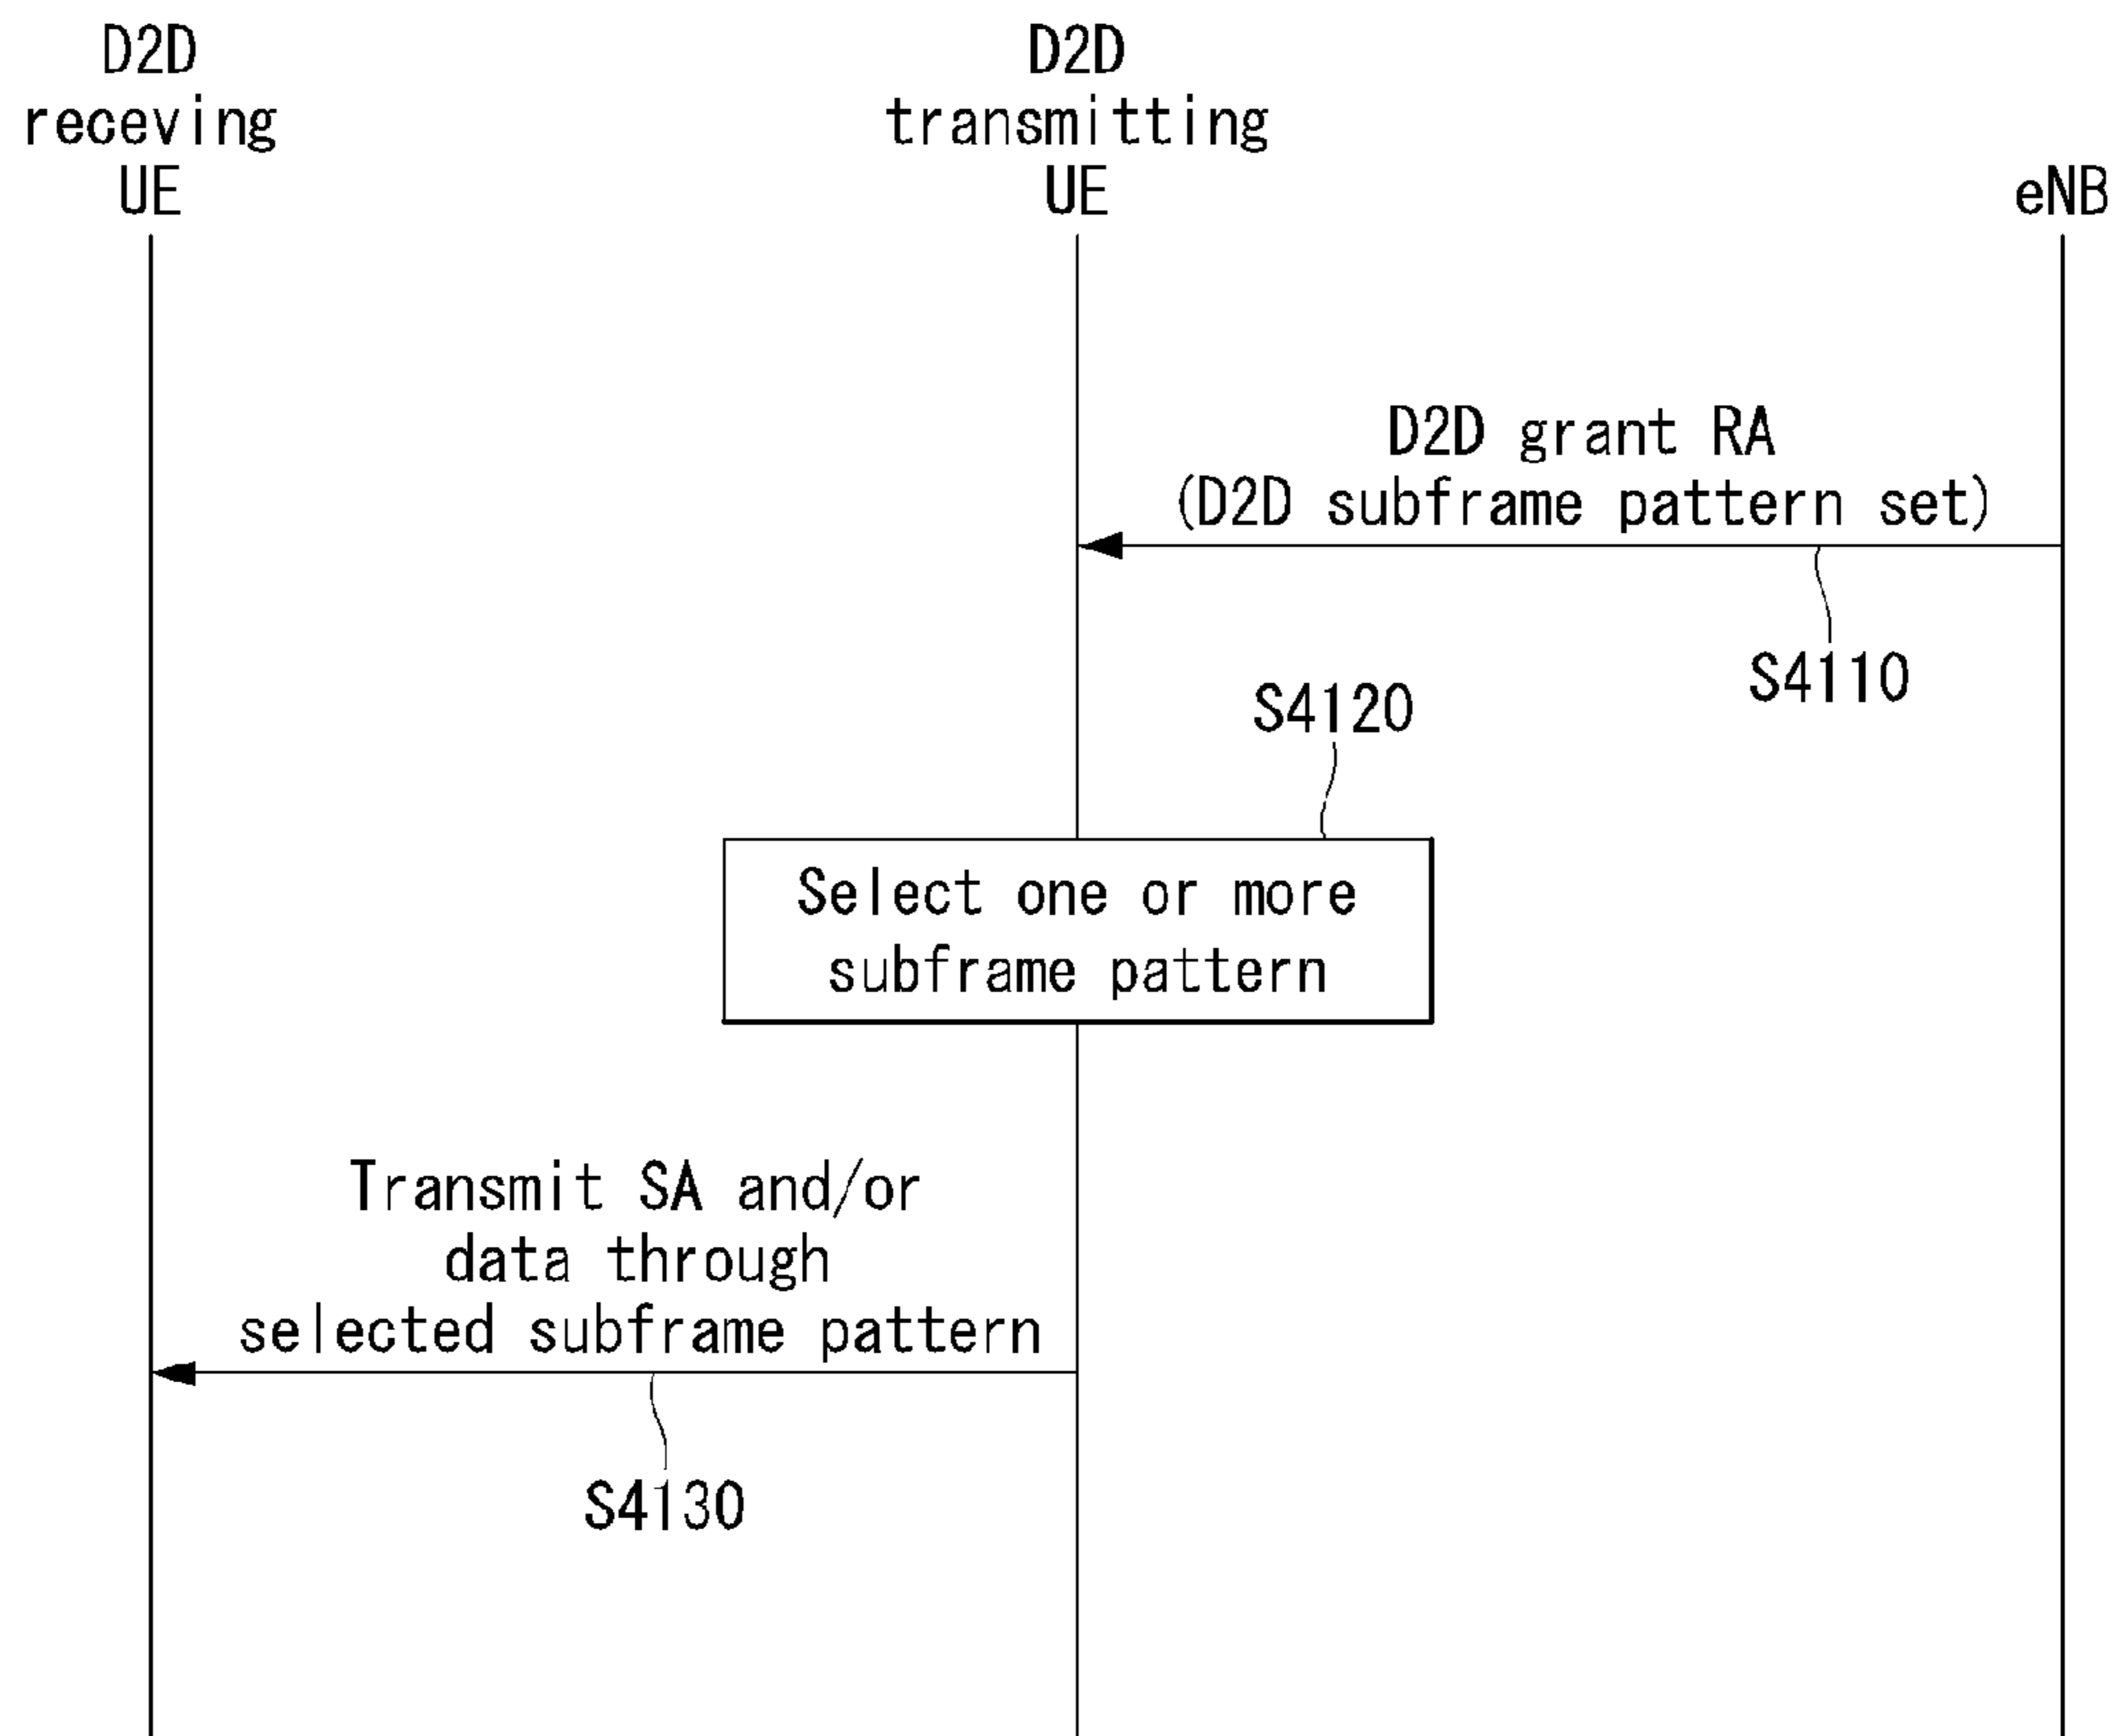 D2D
receving
UE
D2D
transmitting
UE
eNB
D2D grant RA
(D2D subframe pattern set)
S4110
S4120
Select one or more
subframe pattern
Transmit SA and/or
data through
selected subframe pattern
S4130